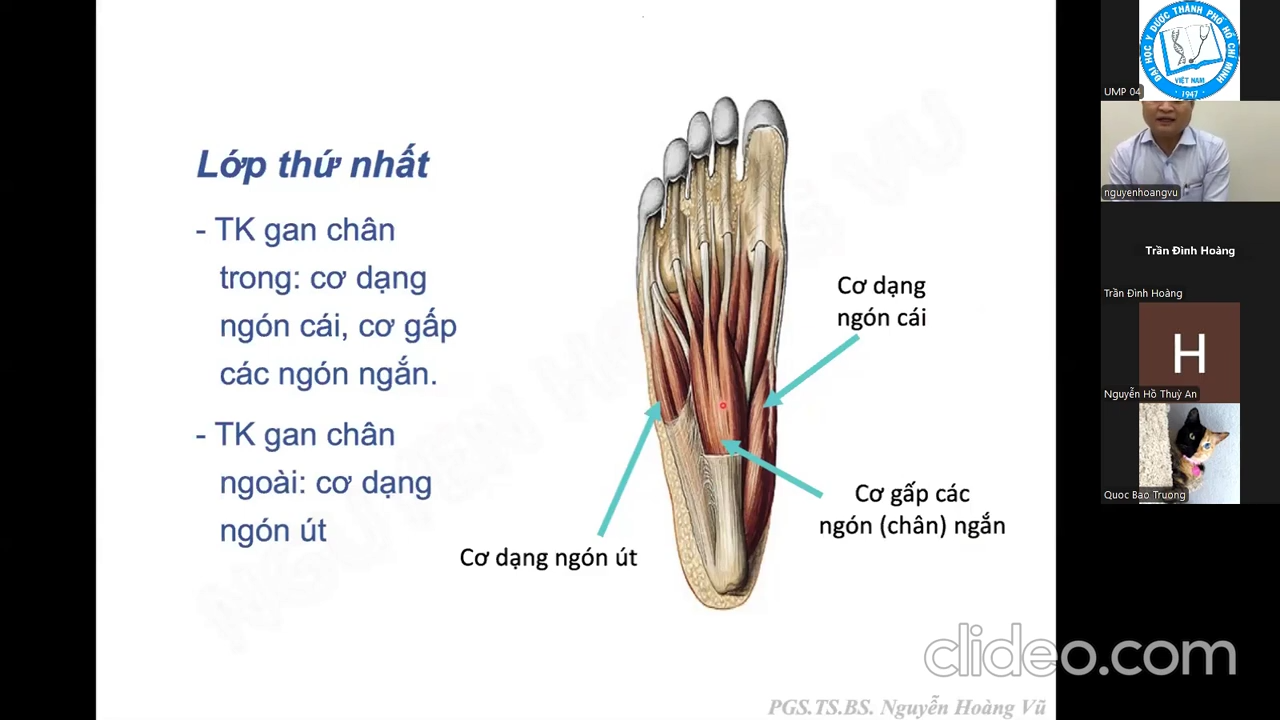 Lớp thứ nhất
- TK gan chân
trong: cơ dạng
ngón cái, cơ gấp
các ngón ngắn.
- TK gan chân
ngoài: cơ dạng
ngón út
Cơ dạng
ngón cái
Cơ gấp các
ngón (chân) ngắn
Cơ dạng ngón út
NGUYEN HOANG VU
PGS.TS.BS. Nguyễn Hoàng Vũ
clideo.com
ĐẠI HỌC Y DƯỢC THÀNH PHỐ HỒ CHÍ MINH
VIỆT NAM
· 1947 ·
UMP 04
nguyenhoangvu
Trần Đình Hoàng
Trần Đình Hoàng
H
Nguyễn Hồ Thuỳ An
Quoc Bao Truong